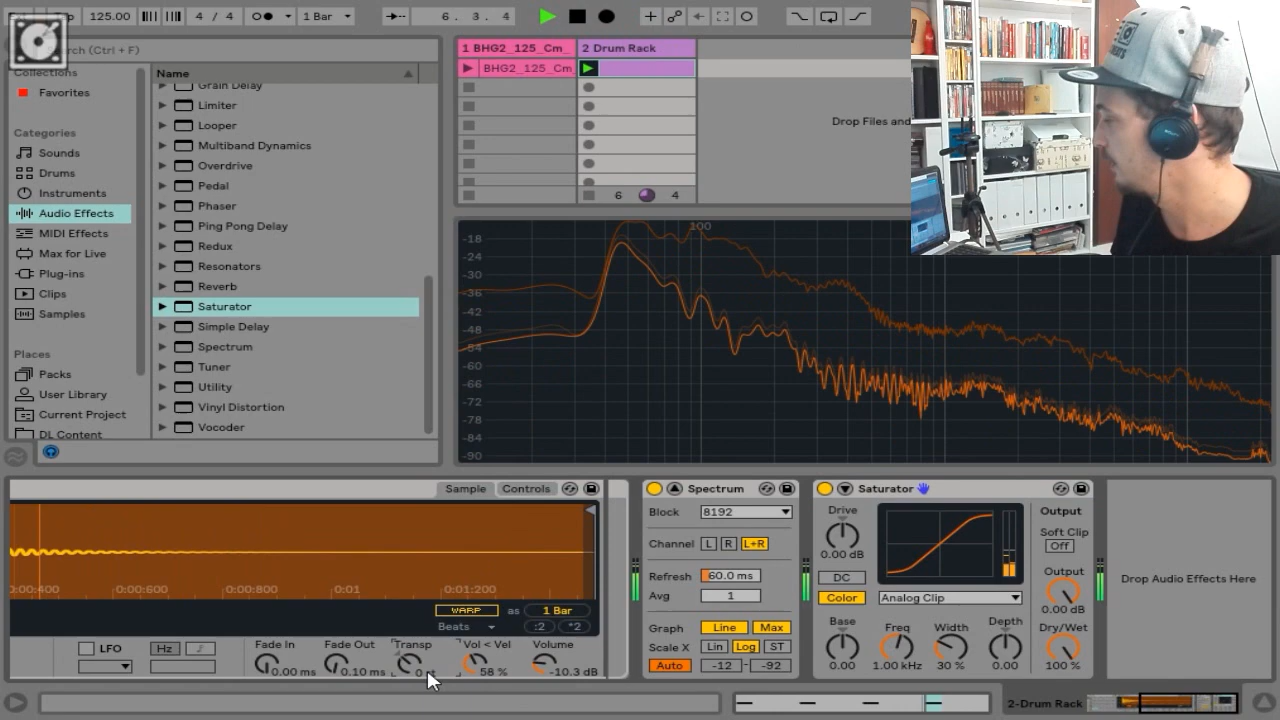 125.00 4 / 4 1 Bar 6 . 3 . 4
rch (Ctrl + F)
Collections
Favorites
Categories
Sounds
Drums
Instruments
Audio Effects
MIDI Effects
Max for Live
Plug-ins
Clips
Samples
Places
Packs
User Library
Current Project
DL Content
Name
Grain Delay
Limiter
Looper
Multiband Dynamics
Overdrive
Pedal
Phaser
Ping Pong Delay
Redux
Resonators
Reverb
Saturator
Simple Delay
Spectrum
Tuner
Utility
Vinyl Distortion
Vocoder
1 BHG2_125_Cm_ 2 Drum Rack
BHG2_125_Cm
Drop Files and
6 4
100
-18
-24
-30
-36
-42
-48
-54
-60
-66
-72
-78
-84
-90
Sample Controls
0:00:400 0:00:600 0:00:800 0:01 0:01:200
WARP as 1 Bar
Beats :2 *2
LFO Hz
Fade In Fade Out Transp Vol < Vel Volume
0.00 ms 0.10 ms 0 st 58 % -10.3 dB
Spectrum
Block 8192
Channel L R L+R
Refresh 60.0 ms
Avg 1
Graph Line Max
Scale X Lin Log ST
Auto -12 - -92
Saturator
Drive
0.00 dB
DC
Color Analog Clip
Base Freq Width Depth
0.00 1.00 kHz 30 % 0.00
Output
Soft Clip
Off
Output
0.00 dB
Dry/Wet
100 %
Drop Audio Effects Here
2-Drum Rack